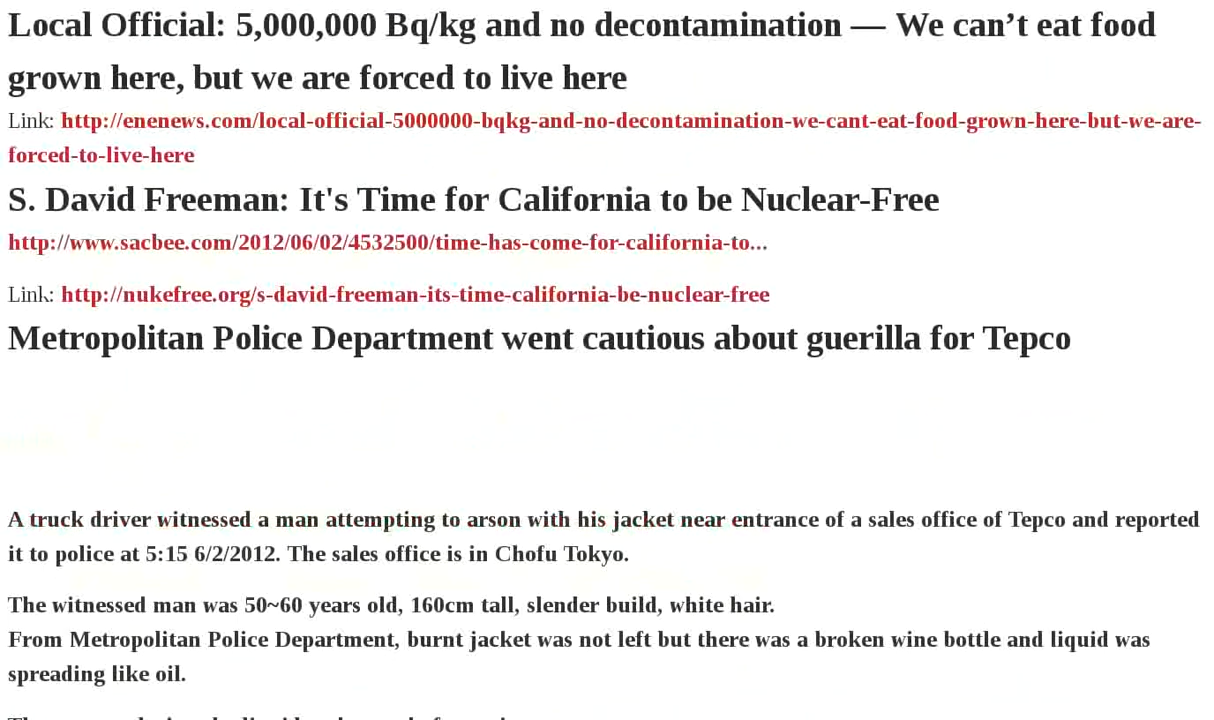 Local Official: 5,000,000 Bq/kg and no decontamination — We can’t eat food
grown here, but we are forced to live here
Link: http://enenews.com/local-official-5000000-bqkg-and-no-decontamination-we-cant-eat-food-grown-here-but-we-are-
forced-to-live-here
S. David Freeman: It's Time for California to be Nuclear-Free
http://www.sacbee.com/2012/06/02/4532500/time-has-come-for-california-to...
Link: http://nukefree.org/s-david-freeman-its-time-california-be-nuclear-free
Metropolitan Police Department went cautious about guerilla for Tepco
A truck driver witnessed a man attempting to arson with his jacket near entrance of a sales office of Tepco and reported
it to police at 5:15 6/2/2012. The sales office is in Chofu Tokyo.
The witnessed man was 50~60 years old, 160cm tall, slender build, white hair.
From Metropolitan Police Department, burnt jacket was not left but there was a broken wine bottle and liquid was
spreading like oil.